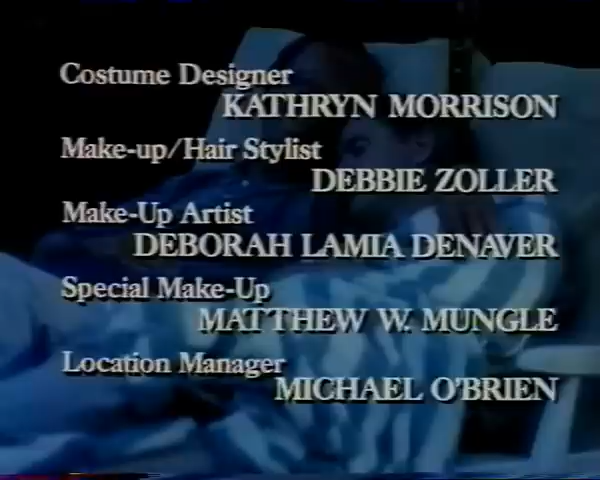 Costume Designer
KATHRYN MORRISON
Make-up/Hair Stylist
DEBBIE ZOLLER
Make-Up Artist
DEBORAH LAMIA DENAVER
Special Make-Up
MATTHEW W. MUNGLE
Location Manager
MICHAEL O'BRIEN